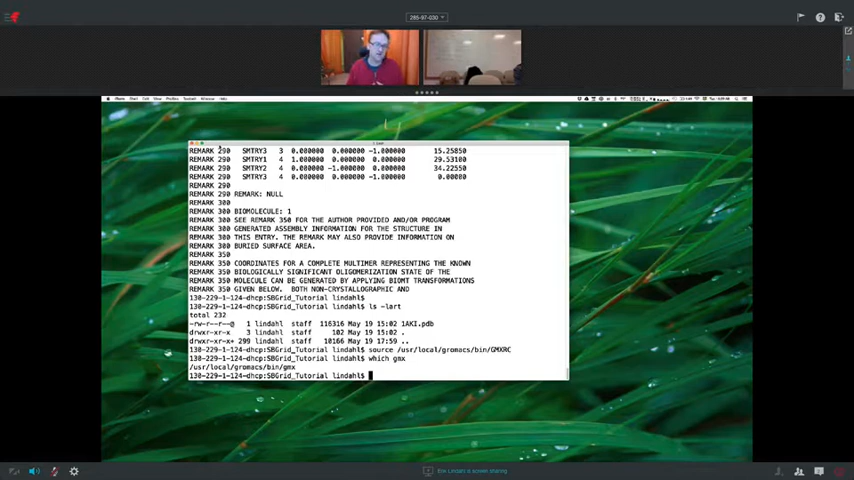 285-97-030
REMARK 290   SMTRY3   3   0.000000   0.000000 -1.000000        15.25850
REMARK 290   SMTRY1   4   1.000000   0.000000   0.000000        29.53100
REMARK 290   SMTRY2   4   0.000000 -1.000000   0.000000        34.22550
REMARK 290   SMTRY3   4   0.000000   0.000000 -1.000000         0.00000
REMARK 290
REMARK 290 REMARK: NULL
REMARK 300
REMARK 300 BIOMOLECULE: 1
REMARK 300 SEE REMARK 350 FOR THE AUTHOR PROVIDED AND/OR PROGRAM
REMARK 300 GENERATED ASSEMBLY INFORMATION FOR THE STRUCTURE IN
REMARK 300 THIS ENTRY. THE REMARK MAY ALSO PROVIDE INFORMATION ON
REMARK 300 BURIED SURFACE AREA.
REMARK 350
REMARK 350 COORDINATES FOR A COMPLETE MULTIMER REPRESENTING THE KNOWN
REMARK 350 BIOLOGICALLY SIGNIFICANT OLIGOMERIZATION STATE OF THE
REMARK 350 MOLECULE CAN BE GENERATED BY APPLYING BIOMT TRANSFORMATIONS
REMARK 350 GIVEN BELOW.  BOTH NON-CRYSTALLOGRAPHIC AND
130-229-1-124-dhcp:SBGrid_Tutorial lindahl$
130-229-1-124-dhcp:SBGrid_Tutorial lindahl$ ls -lart
total 232
-rw-r--r--@   1 lindahl  staff  116316 May 19 15:02 1AKI.pdb
drwxr-xr-x    3 lindahl  staff     102 May 19 15:02 .
drwxr-xr-x+ 299 lindahl  staff   10166 May 19 17:59 ..
130-229-1-124-dhcp:SBGrid_Tutorial lindahl$ source /usr/local/gromacs/bin/GMXRC
130-229-1-124-dhcp:SBGrid_Tutorial lindahl$ which gmx
/usr/local/gromacs/bin/gmx
130-229-1-124-dhcp:SBGrid_Tutorial lindahl$
Erik Lindahl is screen sharing